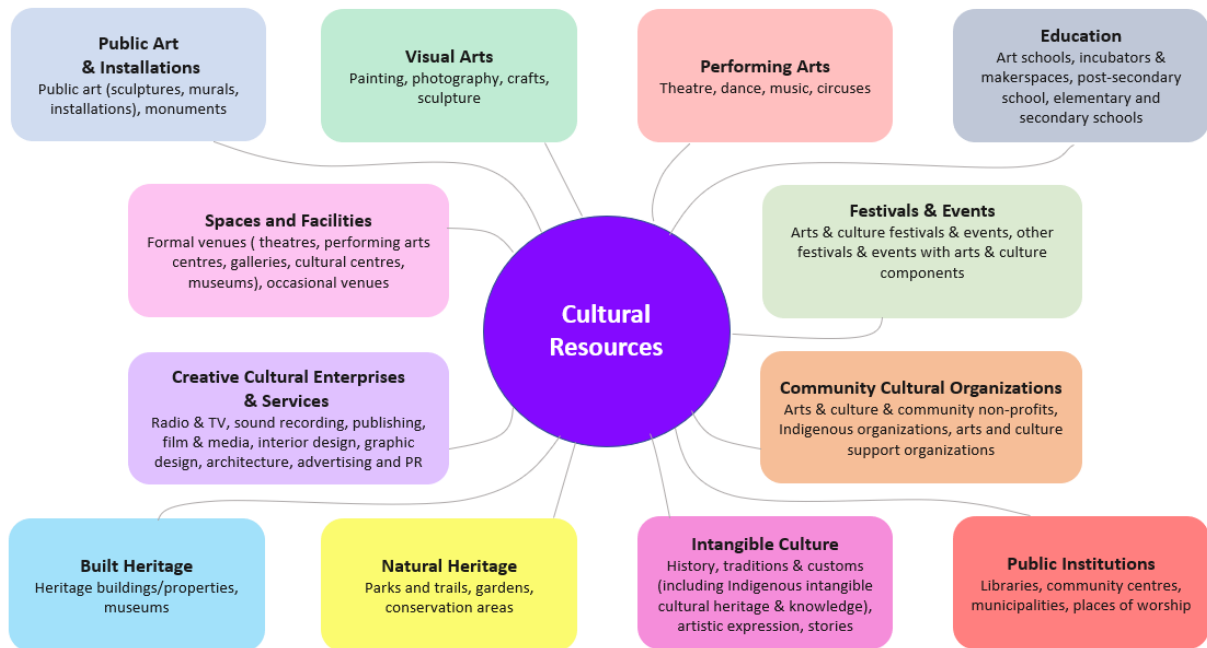 Public Art
& Installations
Public art (sculptures, murals,
installations), monuments
Visual Arts
Painting, photography, crafts,
sculpture
Performing Arts
Theatre, dance, music, circuses
Education
Art schools, incubators &
makerspaces, post-secondary
school, elementary and
secondary schools
Spaces and Facilities
Formal venues ( theatres, performing arts
centres, galleries, cultural centres,
museums), occasional venues
Festivals & Events
Arts & culture festivals & events, other
festivals & events with arts & culture
components
Cultural
Resources
Creative Cultural Enterprises
& Services
Radio & TV, sound recording, publishing,
film & media, interior design, graphic
design, architecture, advertising and PR
Community Cultural Organizations
Arts & culture & community non-profits,
Indigenous organizations, arts and culture
support organizations
Built Heritage
Heritage buildings/properties,
museums
Natural Heritage
Parks and trails, gardens,
conservation areas
Intangible Culture
History, traditions & customs
(including Indigenous intangible
cultural heritage & knowledge),
artistic expression, stories
Public Institutions
Libraries, community centres,
municipalities, places of worship